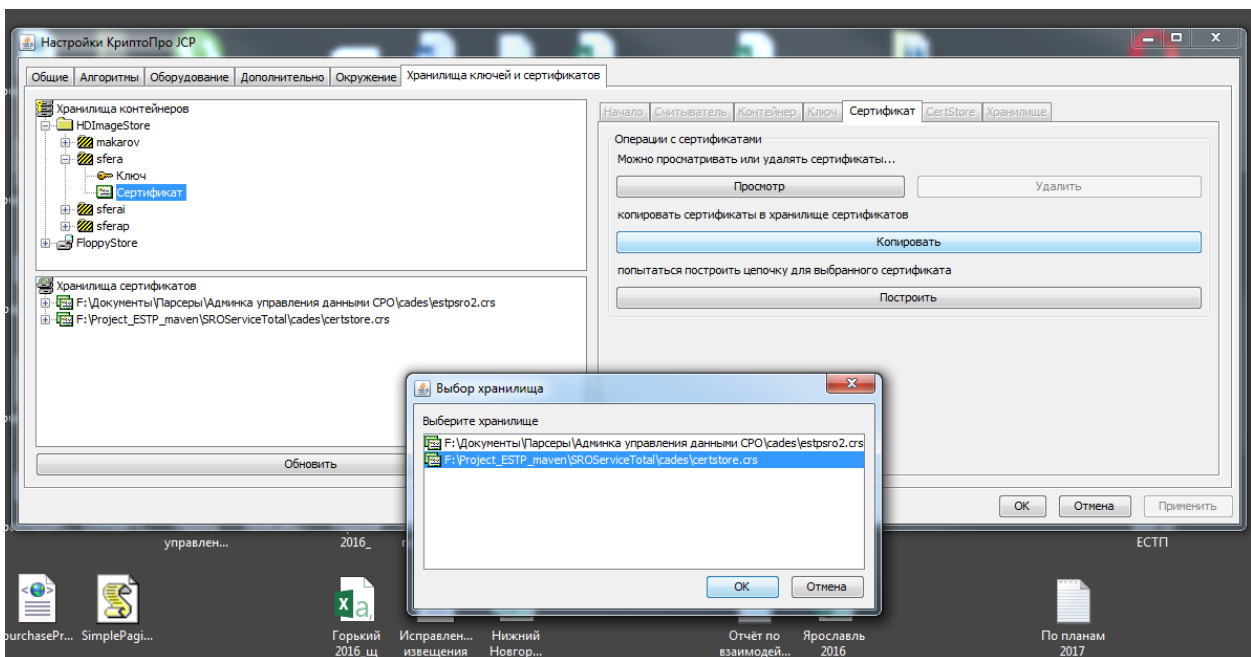 Настройки КриптоПро JCP
Общие Алгоритмы Оборудование Дополнительно Окружение Хранилища ключей и сертификатов
Хранилища контейнеров
HDImageStore
makarov
sfera
Ключ
Сертификат
sferai
sferap
FloppyStore
Хранилища сертификатов
F:\Документы\Парсеры\Админка управления данными СРО\cades\estpsro2.crs
F:\Project_ESTP_maven\SROServiceTotal\cades\certstore.crs
Обновить
Начало Считыватель Контейнер Ключ Сертификат CertStore Хранилище
Операции с сертификатами
Можно просматривать или удалять сертификаты...
Просмотр Удалить
копировать сертификаты в хранилище сертификатов
Копировать
попытаться построить цепочку для выбранного сертификата
Построить
OK Отмена Применить
Выбор хранилища
Выберите хранилище
F:\Документы\Парсеры\Админка управления данными СРО\cades\estpsro2.crs
F:\Project_ESTP_maven\SROServiceTotal\cades\certstore.crs
OK Отмена
управлен... 2016_ ЕСТП
purchasePr... SimplePagi... Горький Исправлен... Нижний Отчёт по Ярославль По планам
2016_щ извещения Новгор... взаимодей... 2016 2017